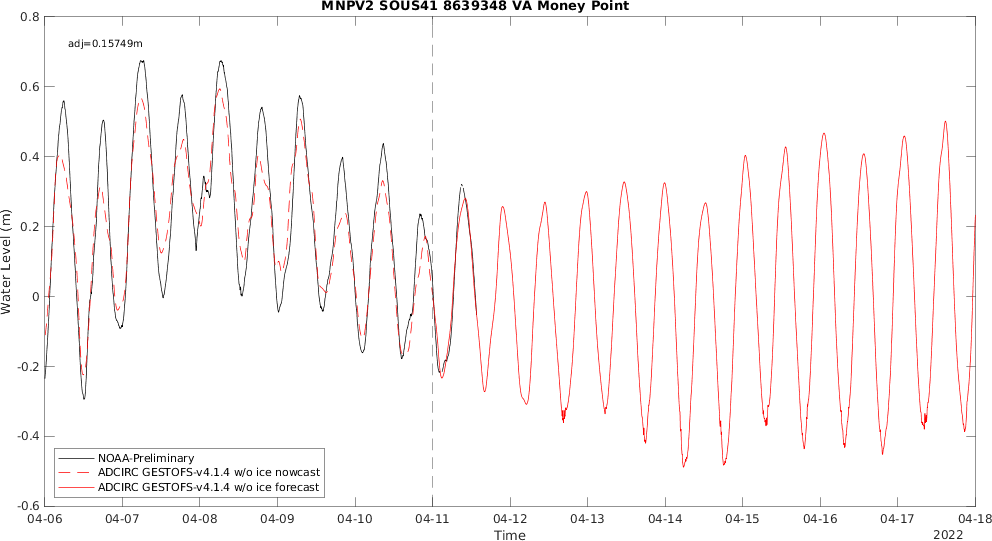 MNPV2 SOUS41 8639348 VA Money Point
0.8
adj=0.15749m
0.6
0.4
0.2
0
-0.2
-0.4
-0.6
Water Level (m)
NOAA-Preliminary
ADCIRC GESTOFS-v4.1.4 w/o ice nowcast
ADCIRC GESTOFS-v4.1.4 w/o ice forecast
04-06 04-07 04-08 04-09 04-10 04-11 04-12 04-13 04-14 04-15 04-16 04-17 04-18
Time
2022